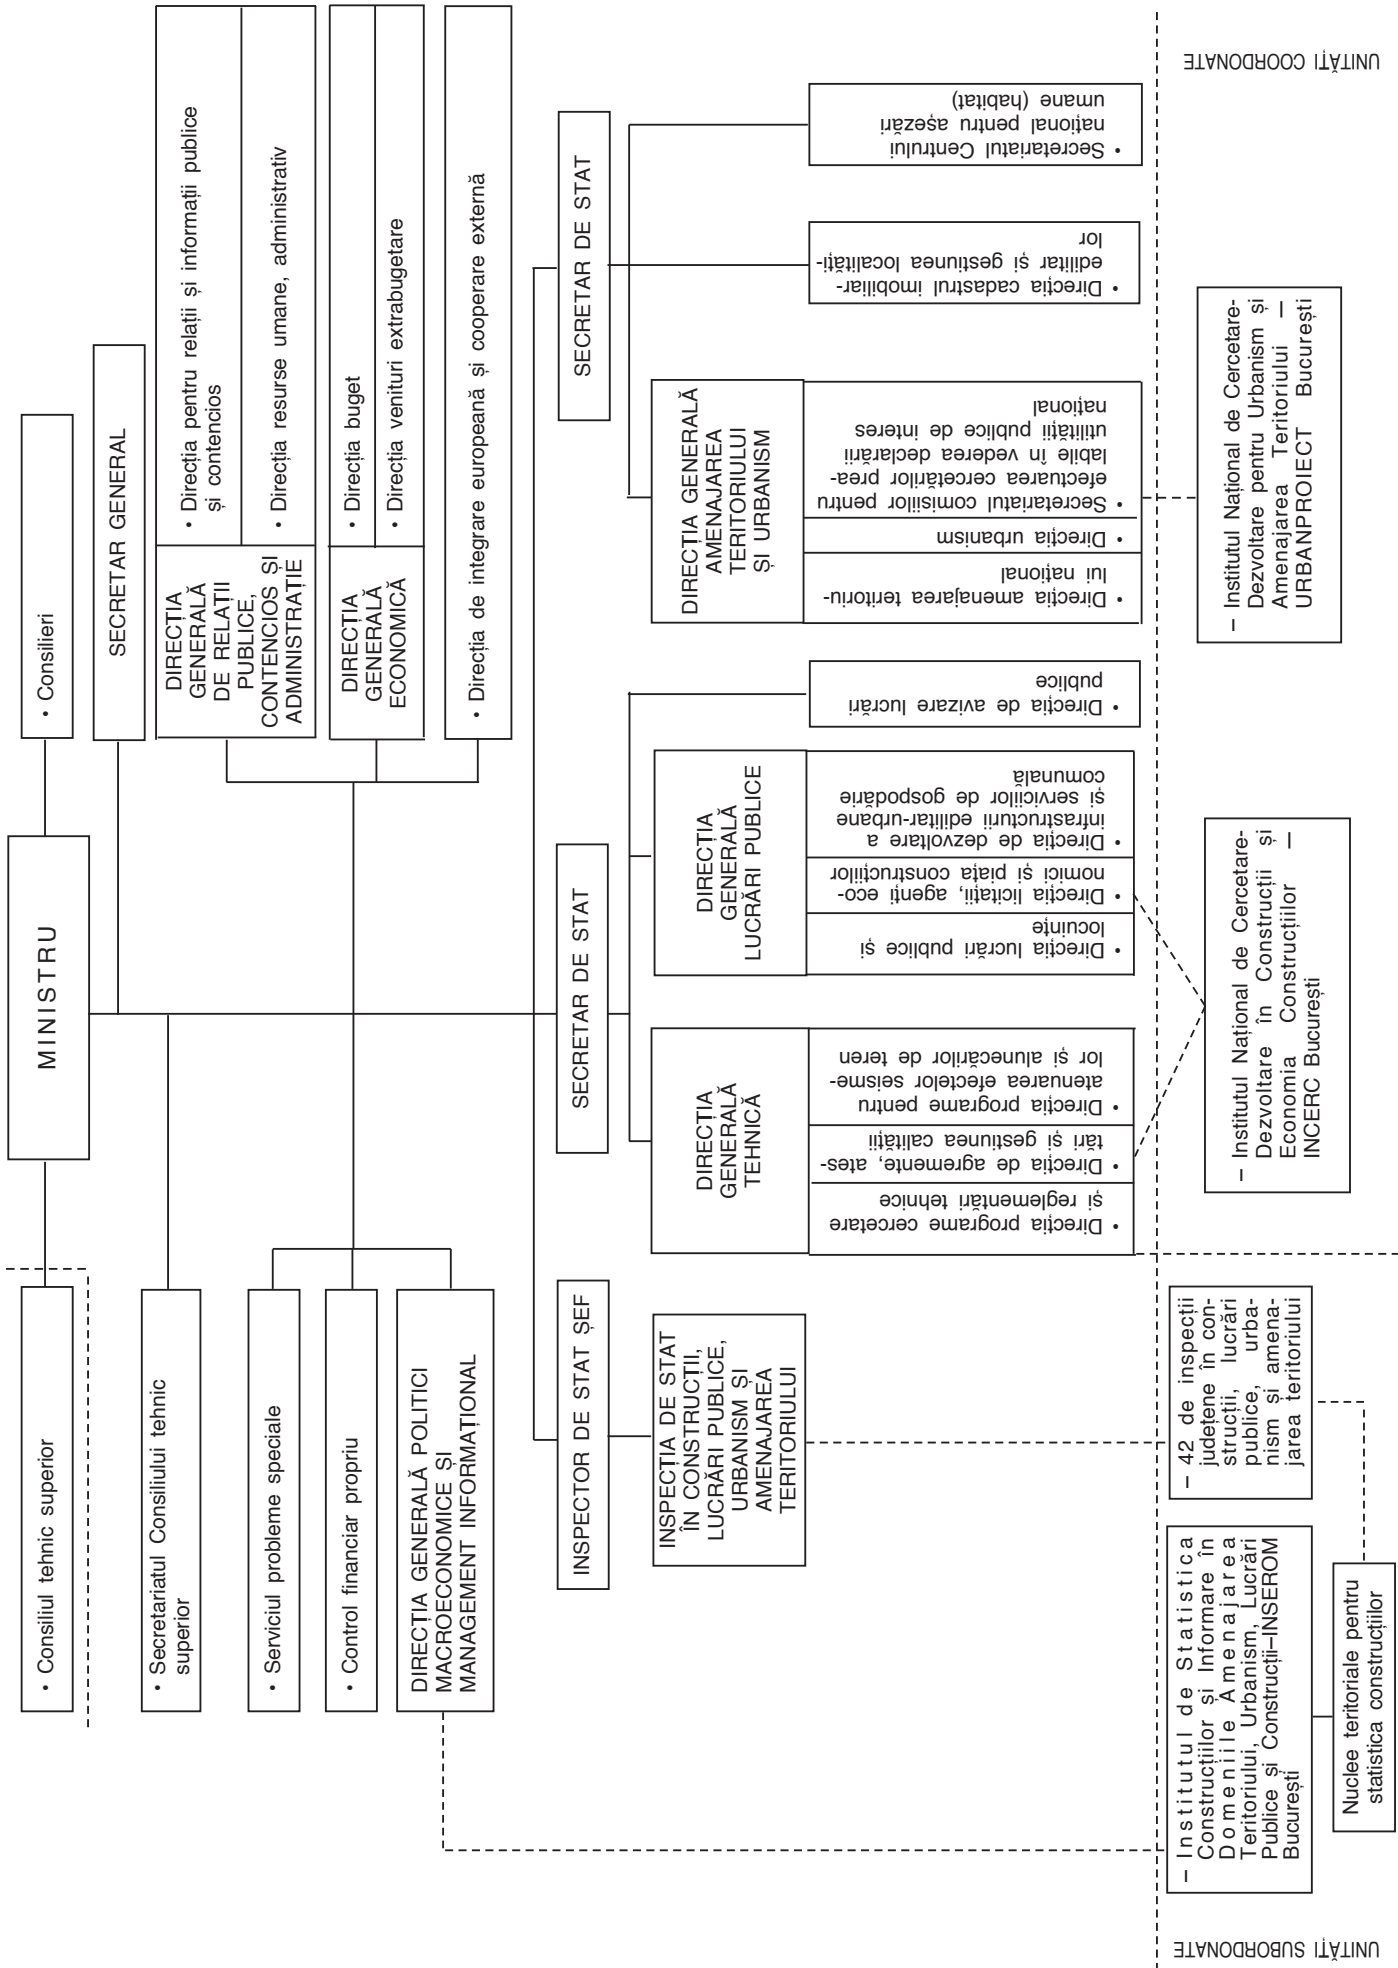 MINISTRU
• Consilieri
• Consiliul tehnic superior
SECRETAR GENERAL
• Secretariatul Consiliului tehnic
superior
DIRECȚIA
GENERALĂ
DE RELAȚII
PUBLICE,
CONTENCIOS ȘI
ADMINISTRAȚIE
• Direcția pentru relații și informații publice
și contencios
• Direcția resurse umane, administrativ
DIRECȚIA
GENERALĂ
ECONOMICĂ
• Direcția buget
• Direcția venituri extrabugetare
• Direcția de integrare europeană și cooperare externă
• Serviciul probleme speciale
• Control financiar propriu
DIRECȚIA GENERALĂ POLITICI
MACROECONOMICE ȘI
MANAGEMENT INFORMAȚIONAL
INSPECTOR DE STAT ȘEF
SECRETAR DE STAT
SECRETAR DE STAT
INSPECȚIA DE STAT
ÎN CONSTRUCȚII,
LUCRĂRI PUBLICE,
URBANISM ȘI
AMENAJAREA
TERITORIULUI
DIRECȚIA
GENERALĂ
TEHNICĂ
• Direcția programe cercetare
și reglementări tehnice
• Direcția de agremente, ates-
tări și gestiunea calității
• Direcția programe pentru
atenuarea efectelor seisme-
lor și alunecărilor de teren
DIRECȚIA
GENERALĂ
LUCRĂRI PUBLICE
• Direcția lucrări publice și
locuințe
• Direcția licitații, agenți eco-
nomici și piața construcțiilor
• Direcția de dezvoltare a
infrastructurii edilitar-urbane
și serviciilor de gospodărie
comunală
• Direcția de avizare lucrări
publice
DIRECȚIA GENERALĂ
AMENAJAREA
TERITORIULUI
ȘI URBANISM
• Direcția amenajarea teritoriu-
lui național
• Direcția urbanism
• Secretariatul comisiilor pentru
efectuarea cercetărilor prea-
labile în vederea declarării
utilității publice de interes
național
• Direcția cadastrul imobiliar-
edilitar și gestiunea localități-
lor
• Secretariatul Centrului
național pentru așezări
umane (habitat)
UNITĂȚI SUBORDONATE
– Institutul de Statistica
Construcțiilor și Informare în
Domeniile Amenajarea
Teritoriului, Urbanism, Lucrări
Publice și Construcții–INSEROM
București
Nuclee teritoriale pentru
statistica construcțiilor
– 42 de inspecții
județene în con-
strucții, lucrări
publice, urba-
nism și amena-
jarea teritoriului
UNITĂȚI COORDONATE
– Institutul Național de Cercetare-
Dezvoltare în Construcții și
Economia Construcțiilor –
INCERC București
– Institutul Național de Cercetare-
Dezvoltare pentru Urbanism și
Amenajarea Teritoriului –
URBANPROIECT București